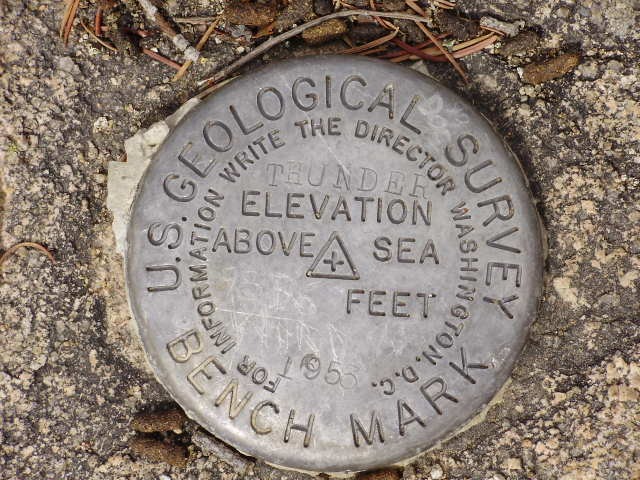 U.S. GEOLOGICAL SURVEY
FOR INFORMATION WRITE THE DIRECTOR WASHINGTON, D.C.
THUNDER
ELEVATION
ABOVE SEA
FEET
1953
BENCH MARK